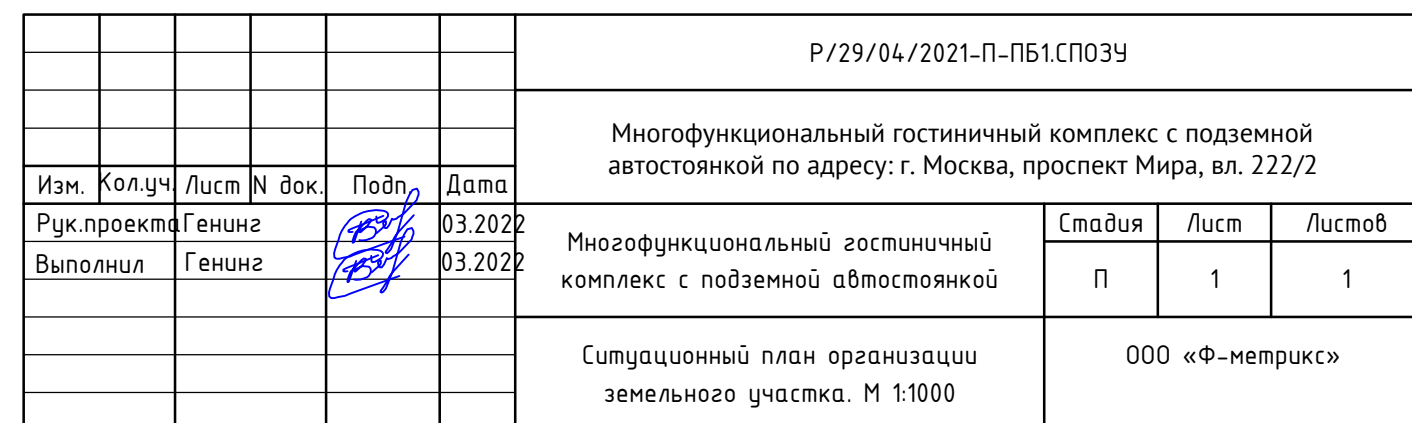 Р/29/04/2021-П-ПБ1.СПОЗУ
Многофункциональный гостиничный комплекс с подземной
автостоянкой по адресу: г. Москва, проспект Мира, вл. 222/2
Изм. Кол.уч. Лист N док. Подп. Дата
Рук.проекта Генинг 03.2022
Выполнил Генинг 03.2022
Многофункциональный гостиничный
комплекс с подземной автостоянкой
Стадия Лист Листов
П 1 1
Ситуационный план организации
земельного участка. М 1:1000
ООО «Ф-метрикс»